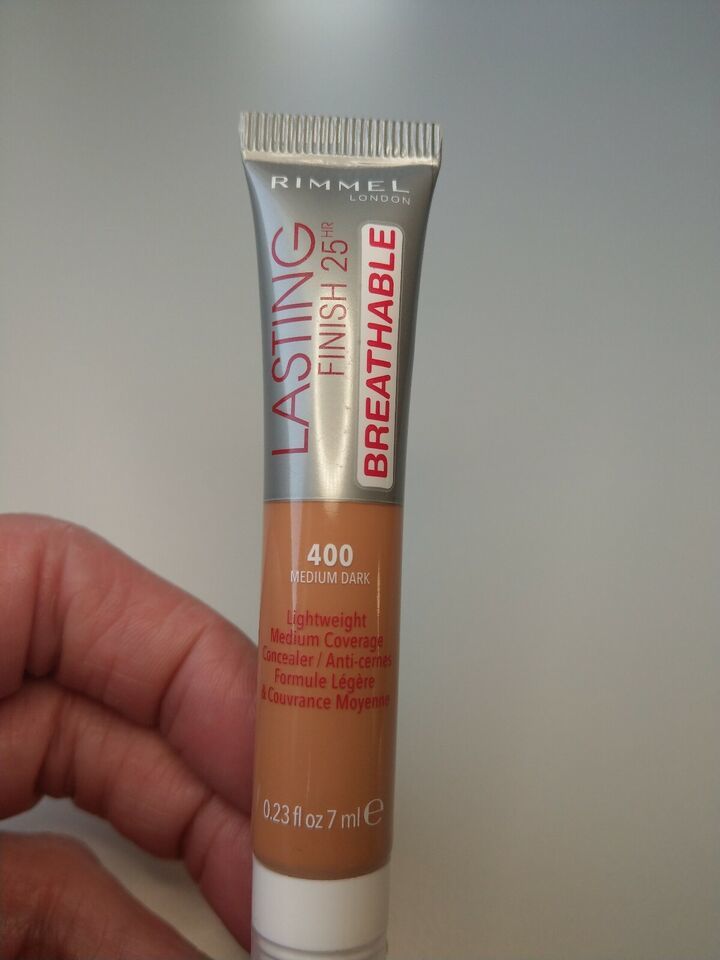 RIMMEL
LONDON
LASTING
FINISH 25HR
BREATHABLE
400
MEDIUM DARK
Lightweight
Medium Coverage
Concealer / Anti-cernes
Formule Légère
& Couvrance Moyenne
0.23 fl oz 7 ml ℮